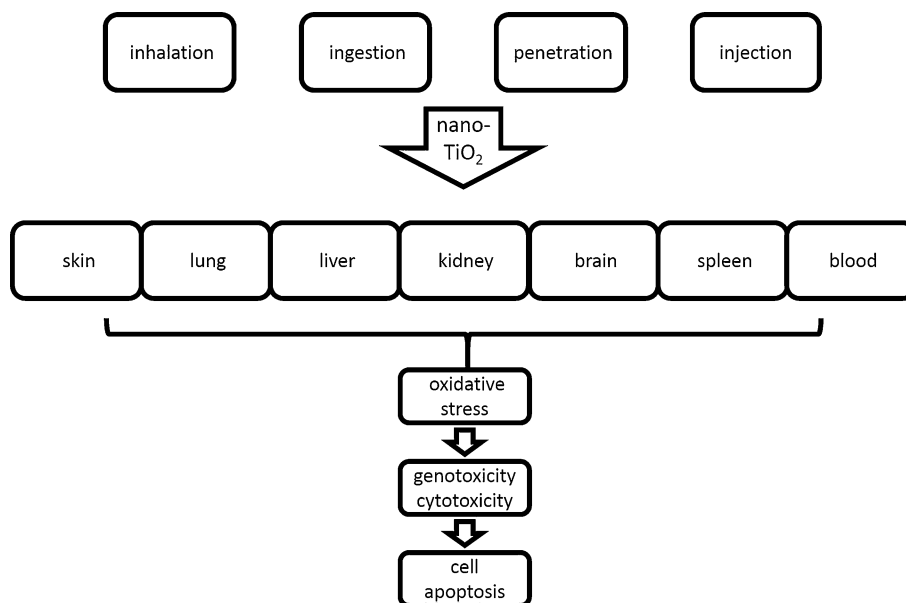 inhalation
ingestion
penetration
injection
nano-
TiO₂
skin
lung
liver
kidney
brain
spleen
blood
oxidative
stress
genotoxicity
cytotoxicity
cell
apoptosis